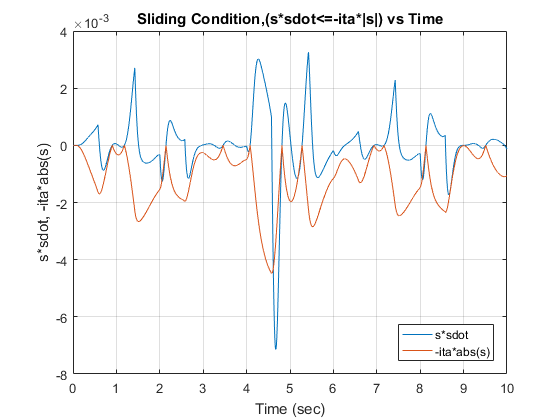 Sliding Condition,(s*sdot<=-ita*|s|) vs Time
×10⁻³
4
2
0
-2
-4
-6
-8
s*sdot, -ita*abs(s)
s*sdot
-ita*abs(s)
0 1 2 3 4 5 6 7 8 9 10
Time (sec)